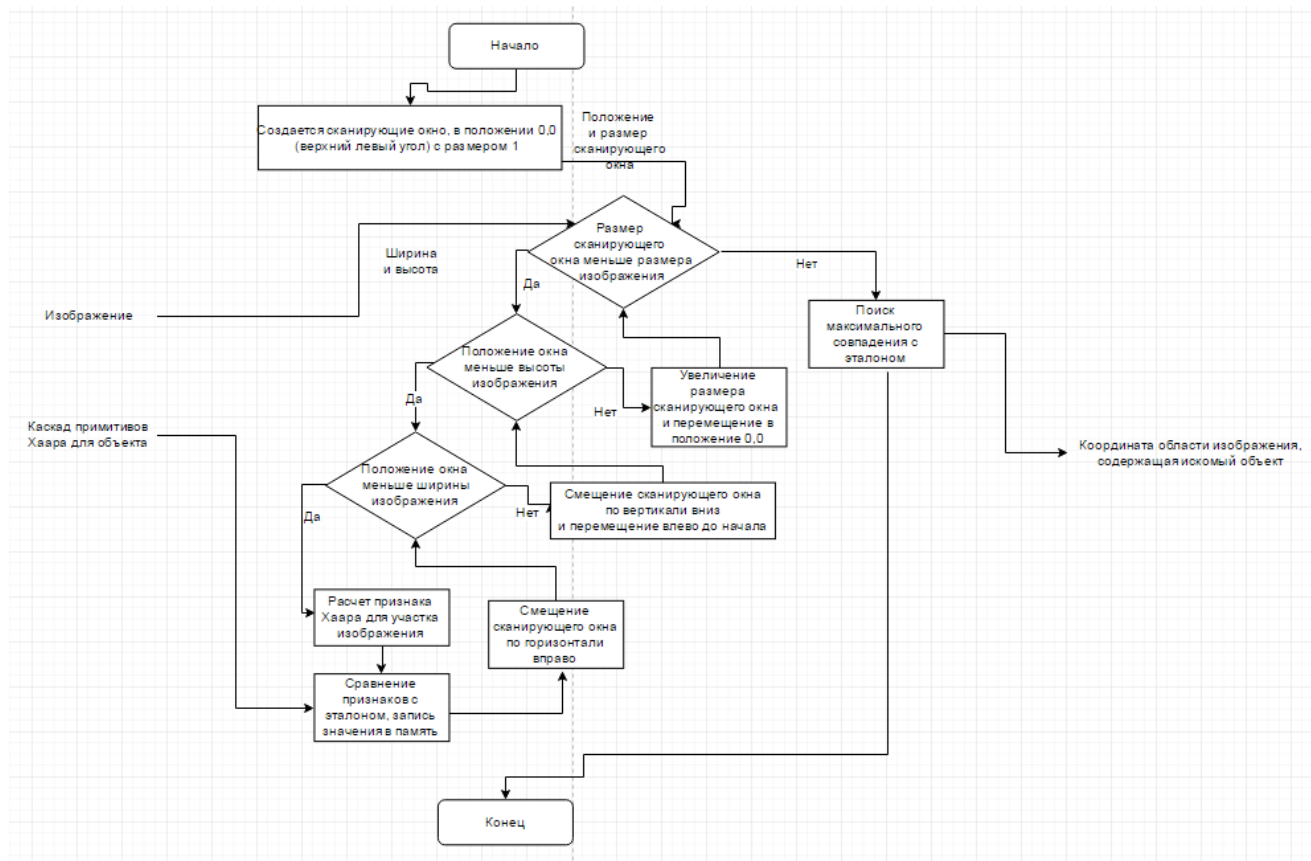 Начало
Создается сканирующие окно, в положении 0,0
(верхний левый угол) с размером 1
Положение
и размер
сканирующего
окна
Размер
сканирующего
окна меньше размера
изображения
Ширина
и высота
Нет
Да
Изображение
Поиск
максимального
совпадения с
эталоном
Положение окна
меньше высоты
изображения
Увеличение
размера
сканирующего окна
и перемещение в
положение 0,0
Да
Нет
Каскад примитивов
Хаара для объекта
Координата области изображения,
содержащая искомый объект
Положение окна
меньше ширины
изображения
Смещение сканирующего окна
по вертикали вниз
и перемещение влево до начала
Да
Нет
Расчет признака
Хаара для участка
изображения
Смещение
сканирующего окна
по горизонтали
вправо
Сравнение
признаков с
эталоном, запись
значения в память
Конец